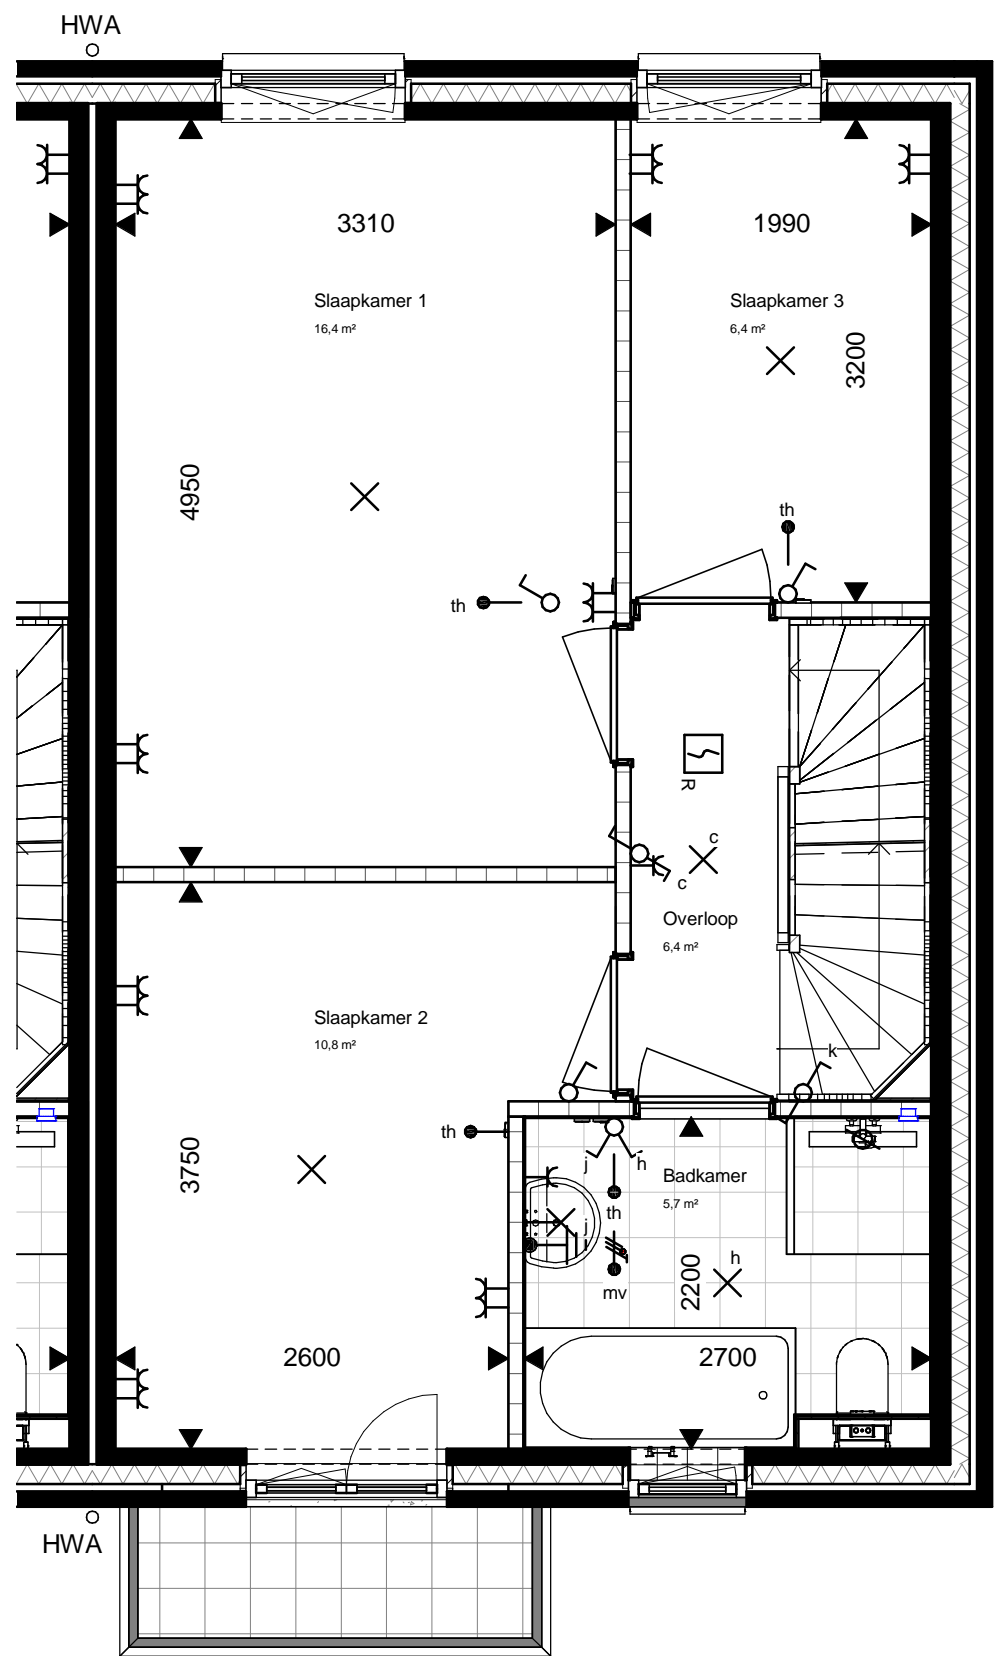 HWA
3310
1990
Slaapkamer 1
16,4 m²
Slaapkamer 3
6,4 m²
3200
4950
th
th
R
c
c
Overloop
6,4 m²
Slaapkamer 2
10,8 m²
k
th
3750
j
h
Badkamer
5,7 m²
th
j
h
mv
2200
2600
2700
HWA